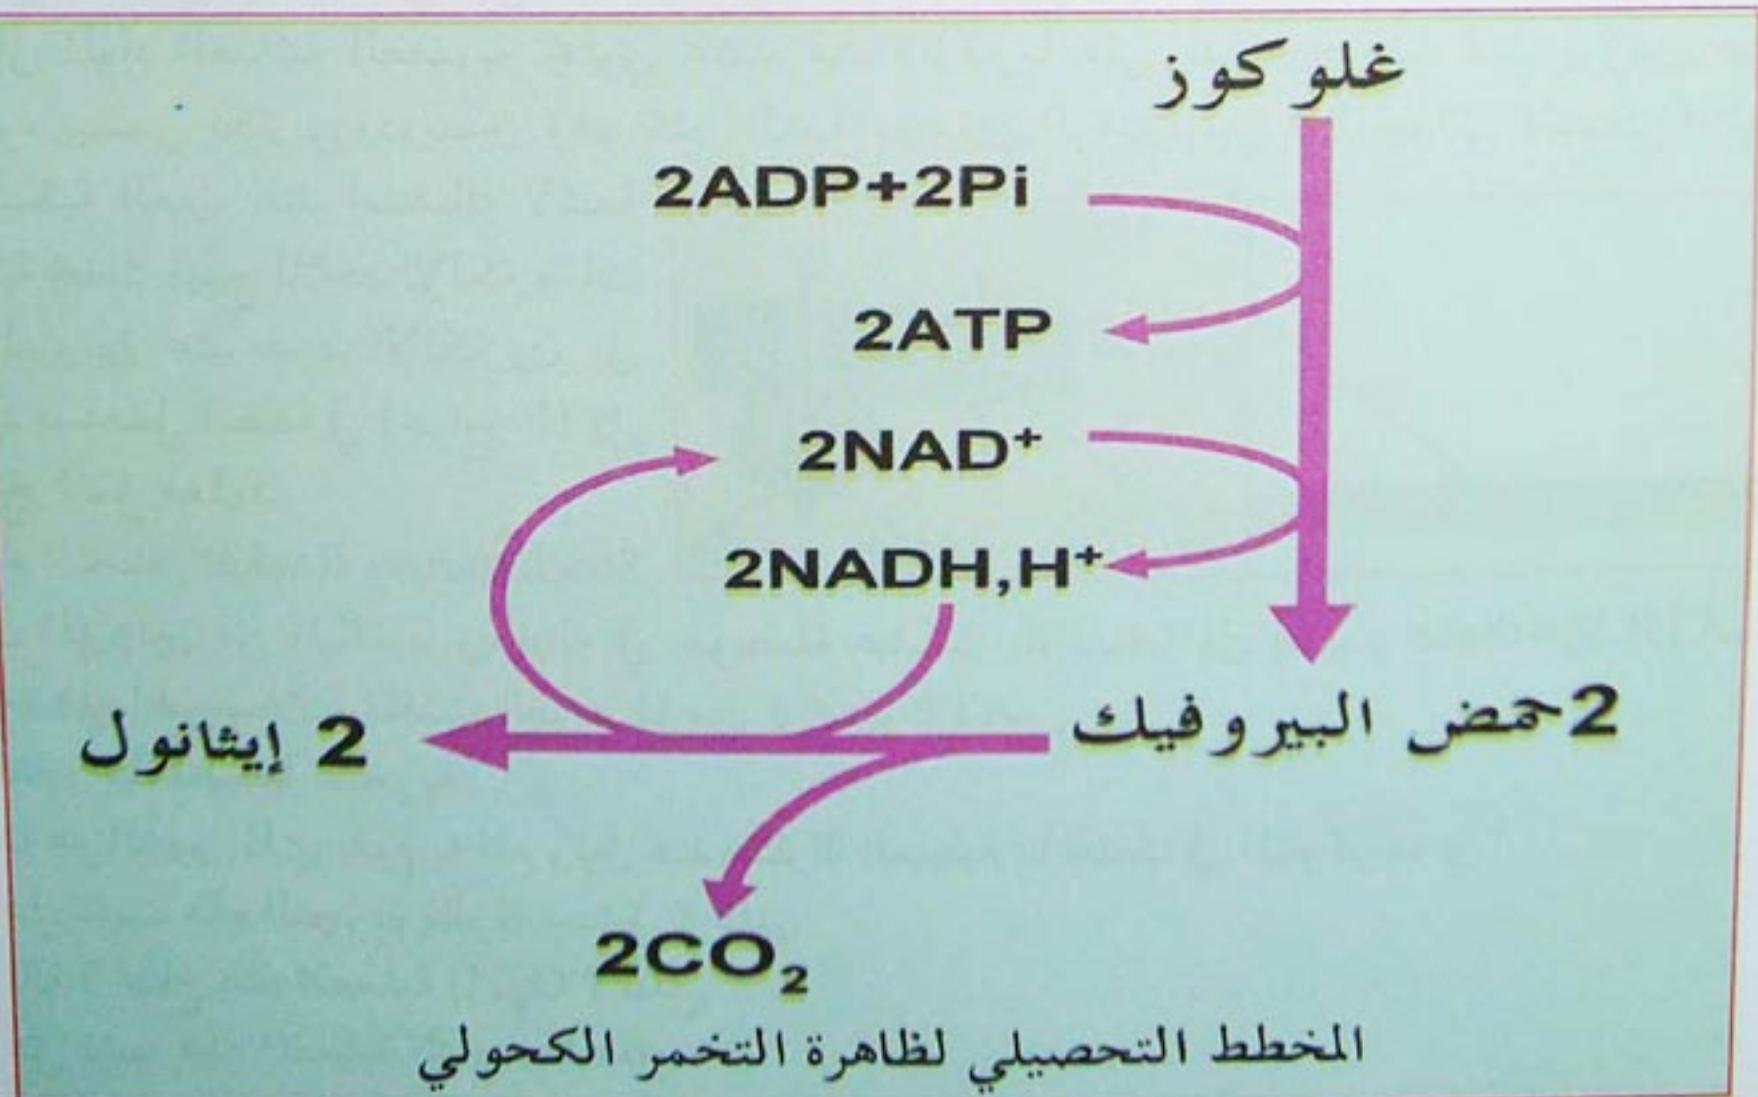 غلوكوز
2ADP+2Pi
2ATP
2NAD⁺
2NADH,H⁺
2حمض البيروفيك
2 إيثانول
2CO₂
المخطط التحصيلي لظاهرة التخمر الكحولي